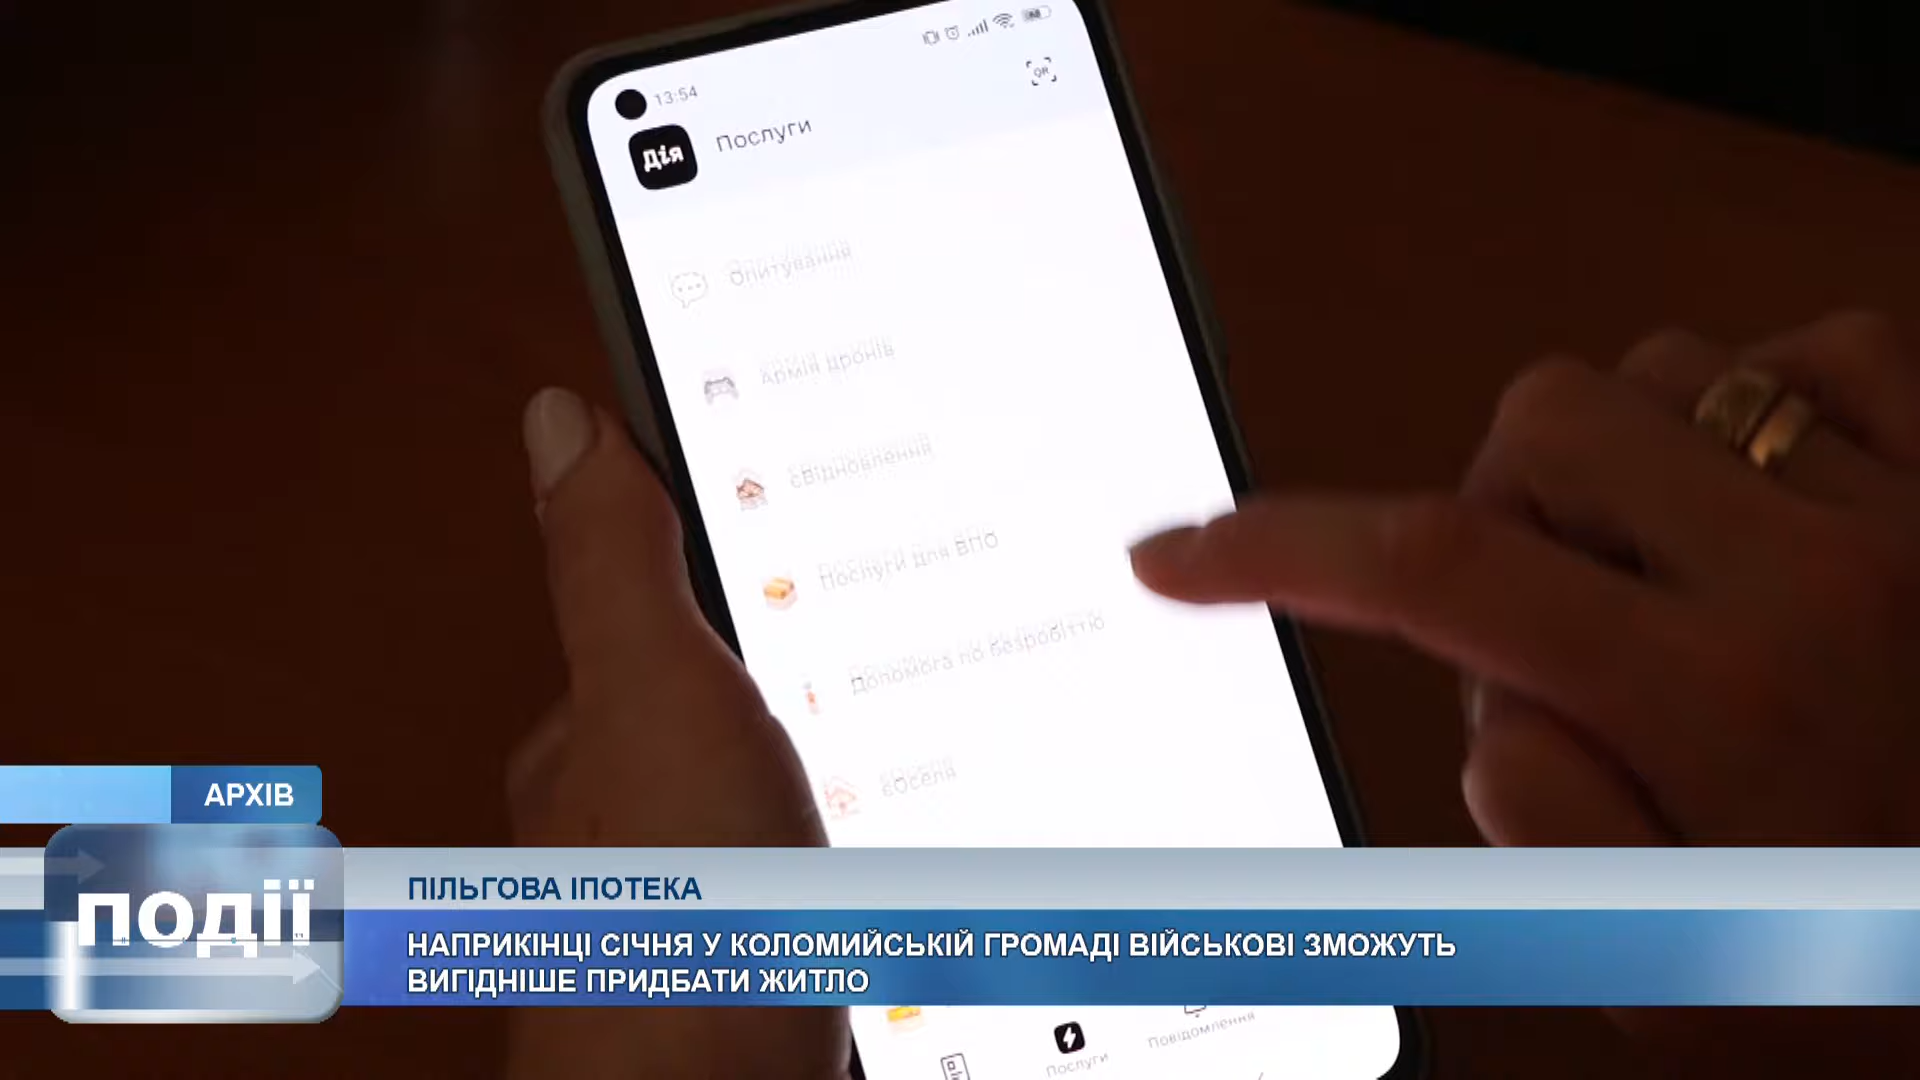 13:54
QR
Дія
Послуги
Опитування
Армія дронів
єВідновлення
Послуги для ВПО
Допомога по безробіттю
єОселя
АРХІВ
події
ПІЛЬГОВА ІПОТЕКА
НАПРИКІНЦІ СІЧНЯ У КОЛОМИЙСЬКІЙ ГРОМАДІ ВІЙСЬКОВІ ЗМОЖУТЬ
ВИГІДНІШЕ ПРИДБАТИ ЖИТЛО
Послуги
Повідомлення